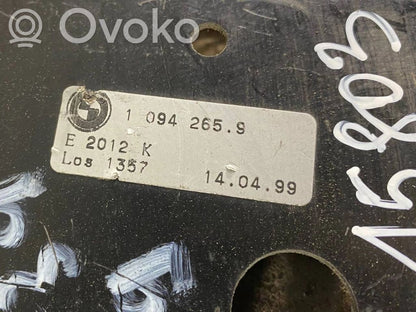 Ovoko
1 094 265.9
E 2012 K
Los 1357
14.04.99
15803